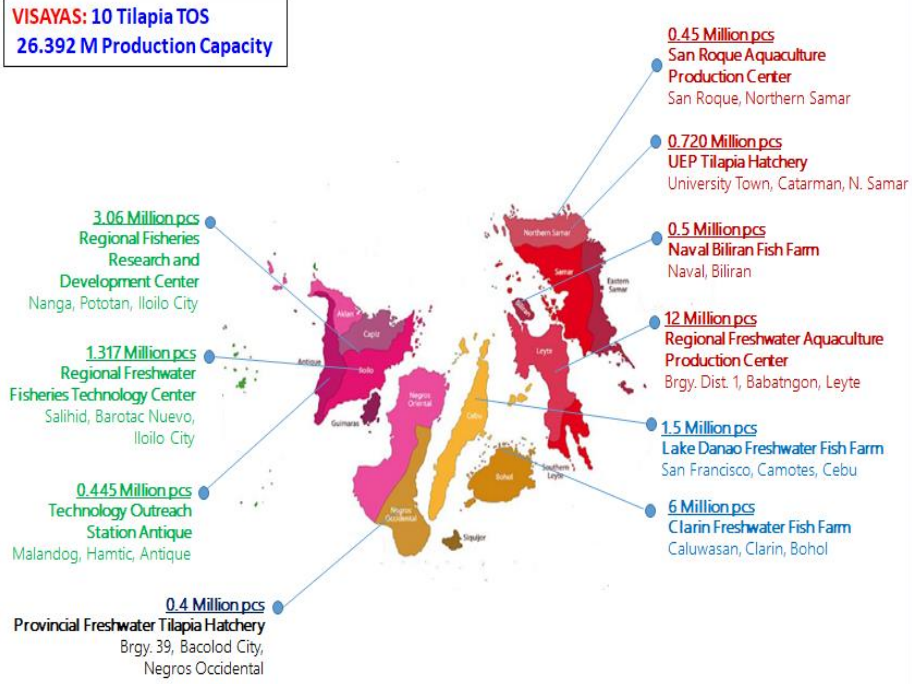 VISAYAS: 10 Tilapia TOS
26.392 M Production Capacity
0.45 Million pcs
San Roque Aquaculture
Production Center
San Roque, Northern Samar
0.720 Million pcs
UEP Tilapia Hatchery
University Town, Catarman, N. Samar
0.5 Million pcs
Naval Biliran Fish Farm
Naval, Biliran
12 Million pcs
Regional Freshwater Aquaculture
Production Center
Brgy. Dist. 1, Babatngon, Leyte
1.5 Million pcs
Lake Danao Freshwater Fish Farm
San Francisco, Camotes, Cebu
6 Million pcs
Clarin Freshwater Fish Farm
Caluwasan, Clarin, Bohol
3.06 Million pcs
Regional Fisheries
Research and
Development Center
Nanga, Pototan, Iloilo City
1.317 Million pcs
Regional Freshwater
Fisheries Technology Center
Salihid, Barotac Nuevo,
Iloilo City
0.445 Million pcs
Technology Outreach
Station Antique
Malandog, Hamtic, Antique
0.4 Million pcs
Provincial Freshwater Tilapia Hatchery
Brgy. 39, Bacolod City,
Negros Occidental
Northern Samar
Samar
Eastern
Samar
Biliran
Leyte
Southern
Leyte
Aklan
Capiz
Antique
Iloilo
Guimaras
Negros
Oriental
Cebu
Bohol
Negros
Occidental
Siquijor